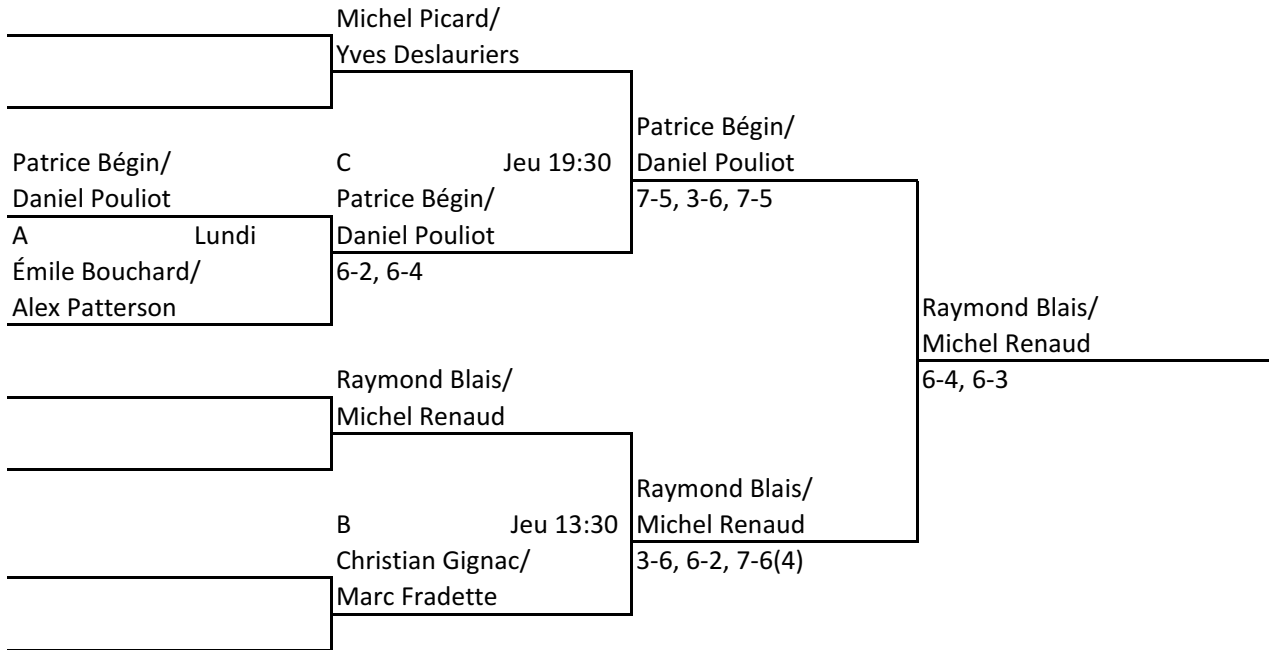 Michel Picard/
Yves Deslauriers
Patrice Bégin/
Patrice Bégin/ C Jeu 19:30 Daniel Pouliot
Daniel Pouliot Patrice Bégin/ 7-5, 3-6, 7-5
A Lundi Daniel Pouliot
Émile Bouchard/ 6-2, 6-4
Alex Patterson Raymond Blais/
Michel Renaud
Raymond Blais/ 6-4, 6-3
Michel Renaud
Raymond Blais/
B Jeu 13:30 Michel Renaud
Christian Gignac/ 3-6, 6-2, 7-6(4)
Marc Fradette